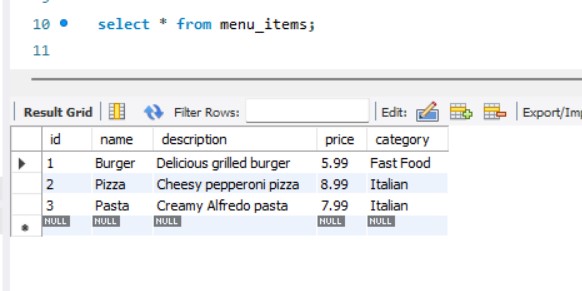 10 select * from menu_items;
11
Result Grid Filter Rows: Edit: Export/Imp
id name description price category
1 Burger Delicious grilled burger 5.99 Fast Food
2 Pizza Cheesy pepperoni pizza 8.99 Italian
3 Pasta Creamy Alfredo pasta 7.99 Italian
NULL NULL NULL NULL NULL